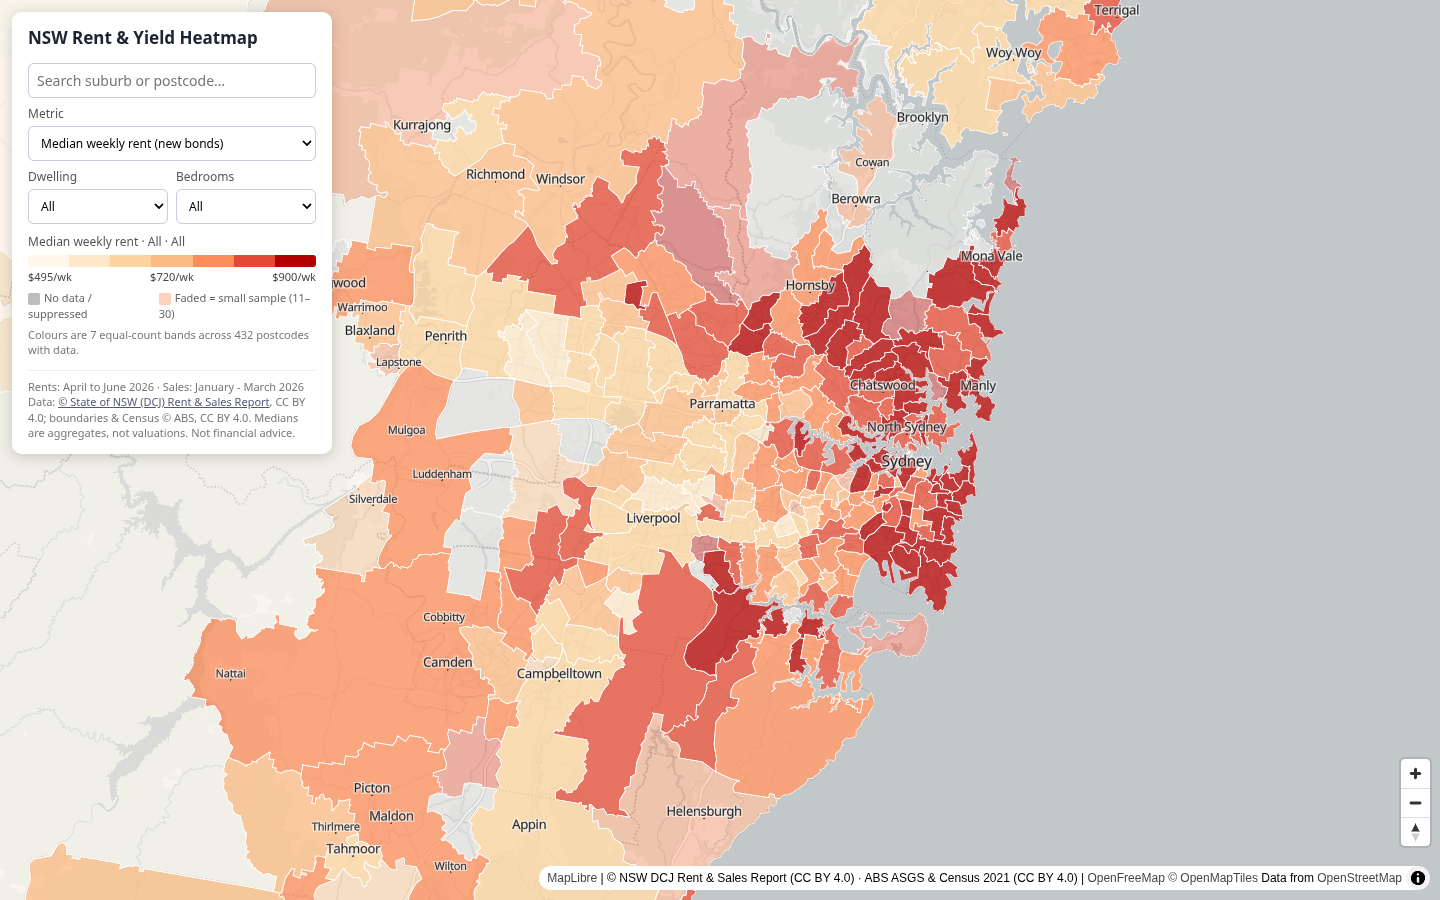 NSW Rent & Yield Heatmap
Search suburb or postcode...
Metric
Median weekly rent (new bonds)
Dwelling
Bedrooms
All
All
Median weekly rent · All · All
$495/wk
$720/wk
$900/wk
No data /
suppressed
Faded = small sample (11–
30)
Colours are 7 equal-count bands across 432 postcodes
with data.
Rents: April to June 2026 · Sales: January - March 2026
Data: © State of NSW (DCJ) Rent & Sales Report, CC BY
4.0; boundaries & Census © ABS, CC BY 4.0. Medians
are aggregates, not valuations. Not financial advice.
Terrigal
Woy Woy
Brooklyn
Kurrajong
Cowan
Richmond
Windsor
Berowra
Mona Vale
wood
Hornsby
Warrimoo
Blaxland
Penrith
Lapstone
Chatswood
Manly
Parramatta
North Sydney
Mulgoa
Sydney
Luddenham
Silverdale
Liverpool
Cobbitty
Camden
Nattai
Campbelltown
Picton
Helensburgh
Maldon
Thirlmere
Appin
Tahmoor
Wilton
MapLibre | © NSW DCJ Rent & Sales Report (CC BY 4.0) · ABS ASGS & Census 2021 (CC BY 4.0) | OpenFreeMap © OpenMapTiles Data from OpenStreetMap